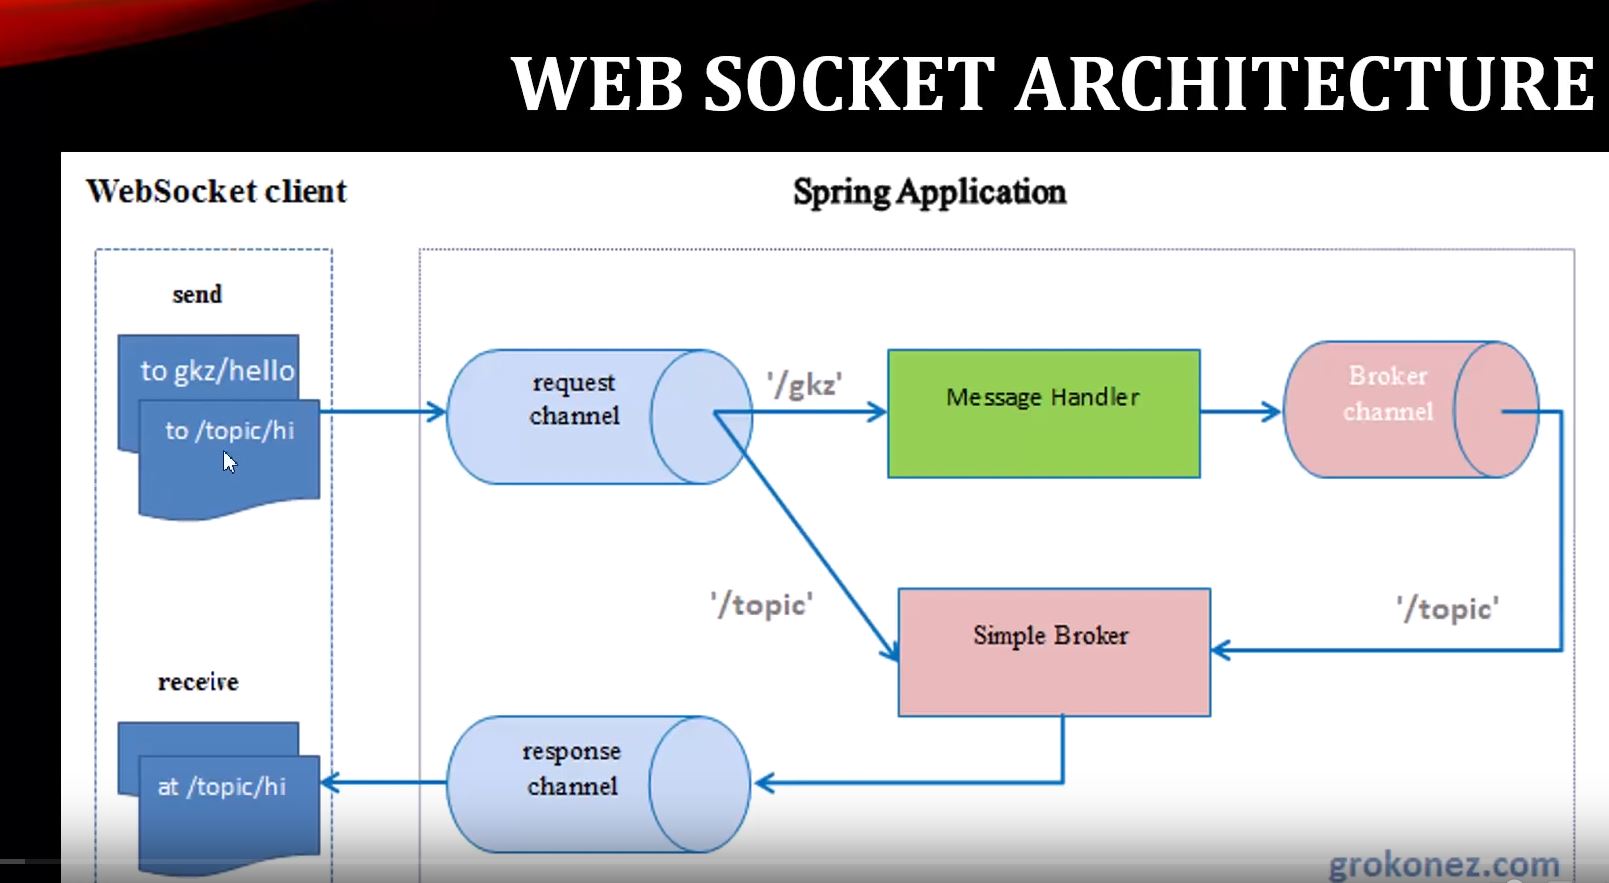 WEB SOCKET ARCHITECTURE
WebSocket client
Spring Application
send
to gkz/hello
to /topic/hi
request
channel
'/gkz'
Message Handler
Broker
channel
'/topic'
Simple Broker
'/topic'
receive
at /topic/hi
response
channel
grokonez.com